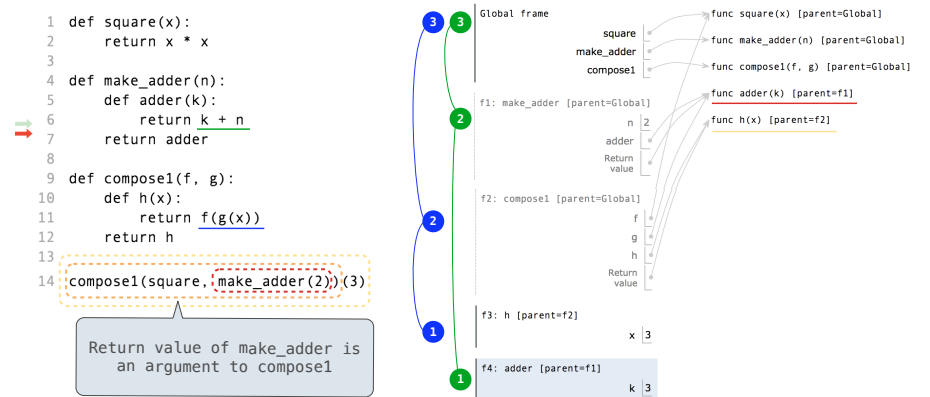 1 def square(x):
2 return x * x
3
4 def make_adder(n):
5 def adder(k):
6 return k + n
7 return adder
8
9 def compose1(f, g):
10 def h(x):
11 return f(g(x))
12 return h
13
14 compose1(square, make_adder(2))(3)
Return value of make_adder is
an argument to compose1
3 3 Global frame
square
make_adder
compose1
func square(x) [parent=Global]
func make_adder(n) [parent=Global]
func compose1(f, g) [parent=Global]
func adder(k) [parent=f1]
func h(x) [parent=f2]
f1: make_adder [parent=Global]
2
n 2
adder
Return
value
f2: compose1 [parent=Global]
2
f
g
h
Return
value
f3: h [parent=f2]
1
x 3
f4: adder [parent=f1]
1
k 3